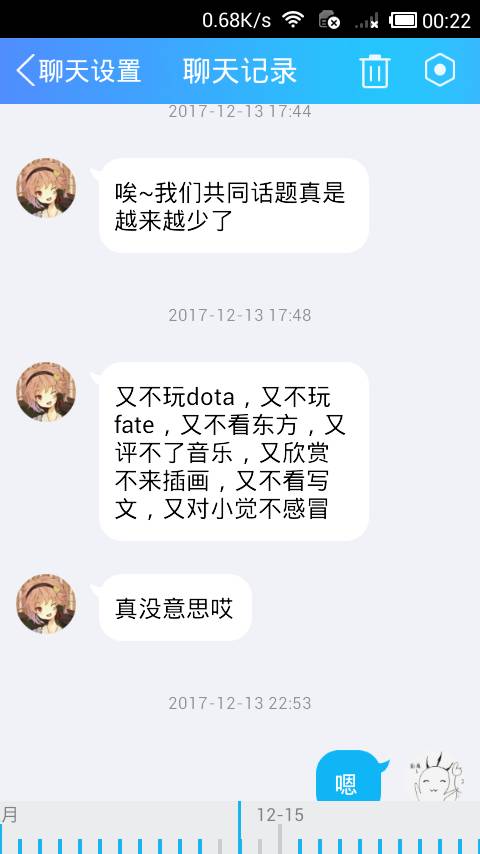 0.68K/s 00:22
聊天设置 聊天记录
2017-12-13 17:44
唉~我们共同话题真是
越来越少了
2017-12-13 17:48
又不玩dota，又不玩
fate，又不看东方，又
评不了音乐，又欣赏
不来插画，又不看写
文，又对小觉不感冒
真没意思哎
2017-12-13 22:53
嗯
月 12-15